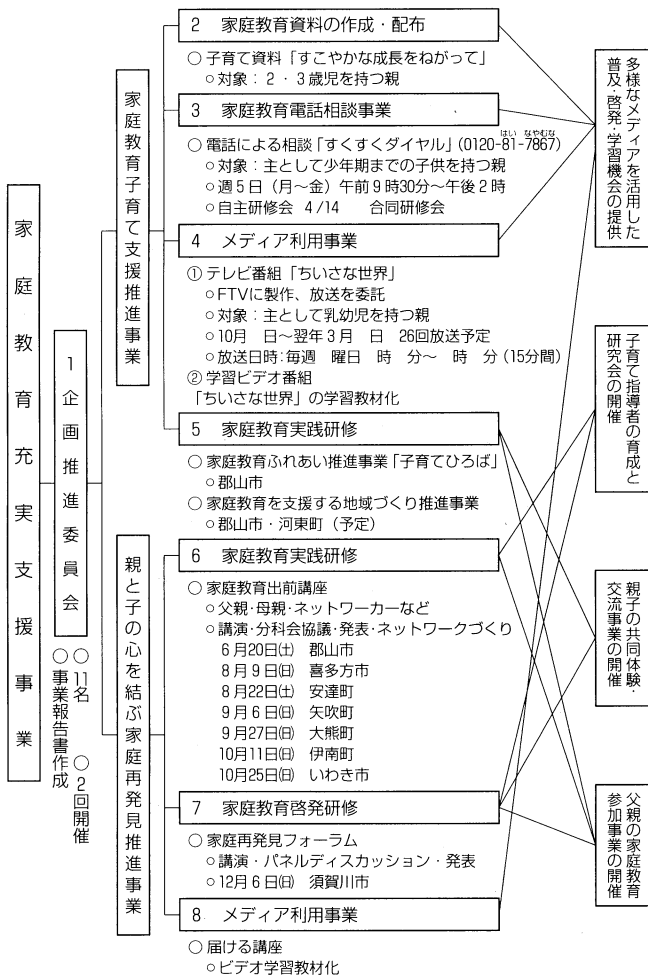 家庭教育充実支援事業
1 企画推進委員会
○11名 ○2回開催
○事業報告書作成
家庭教育子育て支援推進事業
2 家庭教育資料の作成・配布
○ 子育て資料「すこやかな成長をねがって」
○対象：２・３歳児を持つ親
3 家庭教育電話相談事業
はい なやむな
○ 電話による相談「すくすくダイヤル」(0120-81-7867)
○対象：主として少年期までの子供を持つ親
○週５日（月～金）午前９時30分～午後２時
○自主研修会 4/14 合同研修会
4 メディア利用事業
① テレビ番組「ちいさな世界」
○FTVに製作、放送を委託
○対象：主として乳幼児を持つ親
○10月 日～翌年３月 日 26回放送予定
○放送日時：毎週 曜日 時 分～ 時 分（15分間）
② 学習ビデオ番組
「ちいさな世界」の学習教材化
5 家庭教育実践研修
○ 家庭教育ふれあい推進事業「子育てひろば」
○郡山市
○ 家庭教育を支援する地域づくり推進事業
○郡山市・河東町（予定）
親と子の心を結ぶ家庭再発見推進事業
6 家庭教育実践研修
○ 家庭教育出前講座
○父親・母親・ネットワーカーなど
○講演・分科会協議・発表・ネットワークづくり
６月20日㈯ 郡山市
８月９日㈰ 喜多方市
８月22日㈯ 安達町
９月６日㈰ 矢吹町
９月27日㈰ 大熊町
10月11日㈰ 伊南町
10月25日㈰ いわき市
7 家庭教育啓発研修
○ 家庭再発見フォーラム
○講演・パネルディスカッション・発表
○12月６日㈰ 須賀川市
8 メディア利用事業
○ 届ける講座
○ビデオ学習教材化
多様なメディアを活用した
普及・啓発・学習機会の提供
子育て指導者の育成と
研究会の開催
親子の共同体験・
交流事業の開催
父親の家庭教育
参加事業の開催